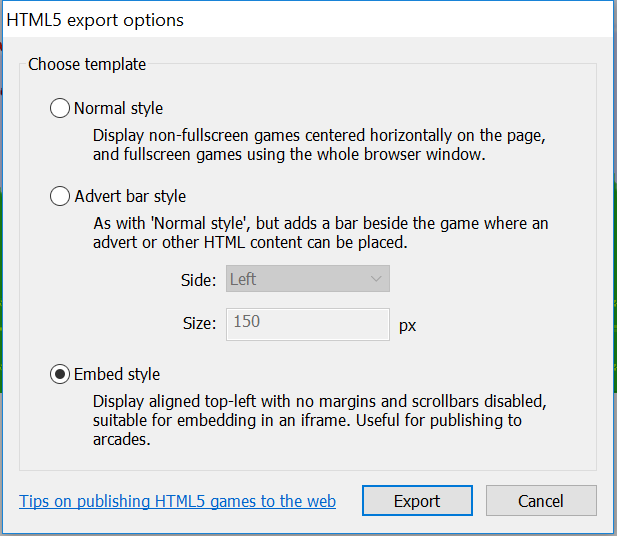 HTML5 export options
Choose template
Normal style
Display non-fullscreen games centered horizontally on the page,
and fullscreen games using the whole browser window.
Advert bar style
As with 'Normal style', but adds a bar beside the game where an
advert or other HTML content can be placed.
Side: Left
Size: 150 px
Embed style
Display aligned top-left with no margins and scrollbars disabled,
suitable for embedding in an iframe. Useful for publishing to
arcades.
Tips on publishing HTML5 games to the web Export Cancel